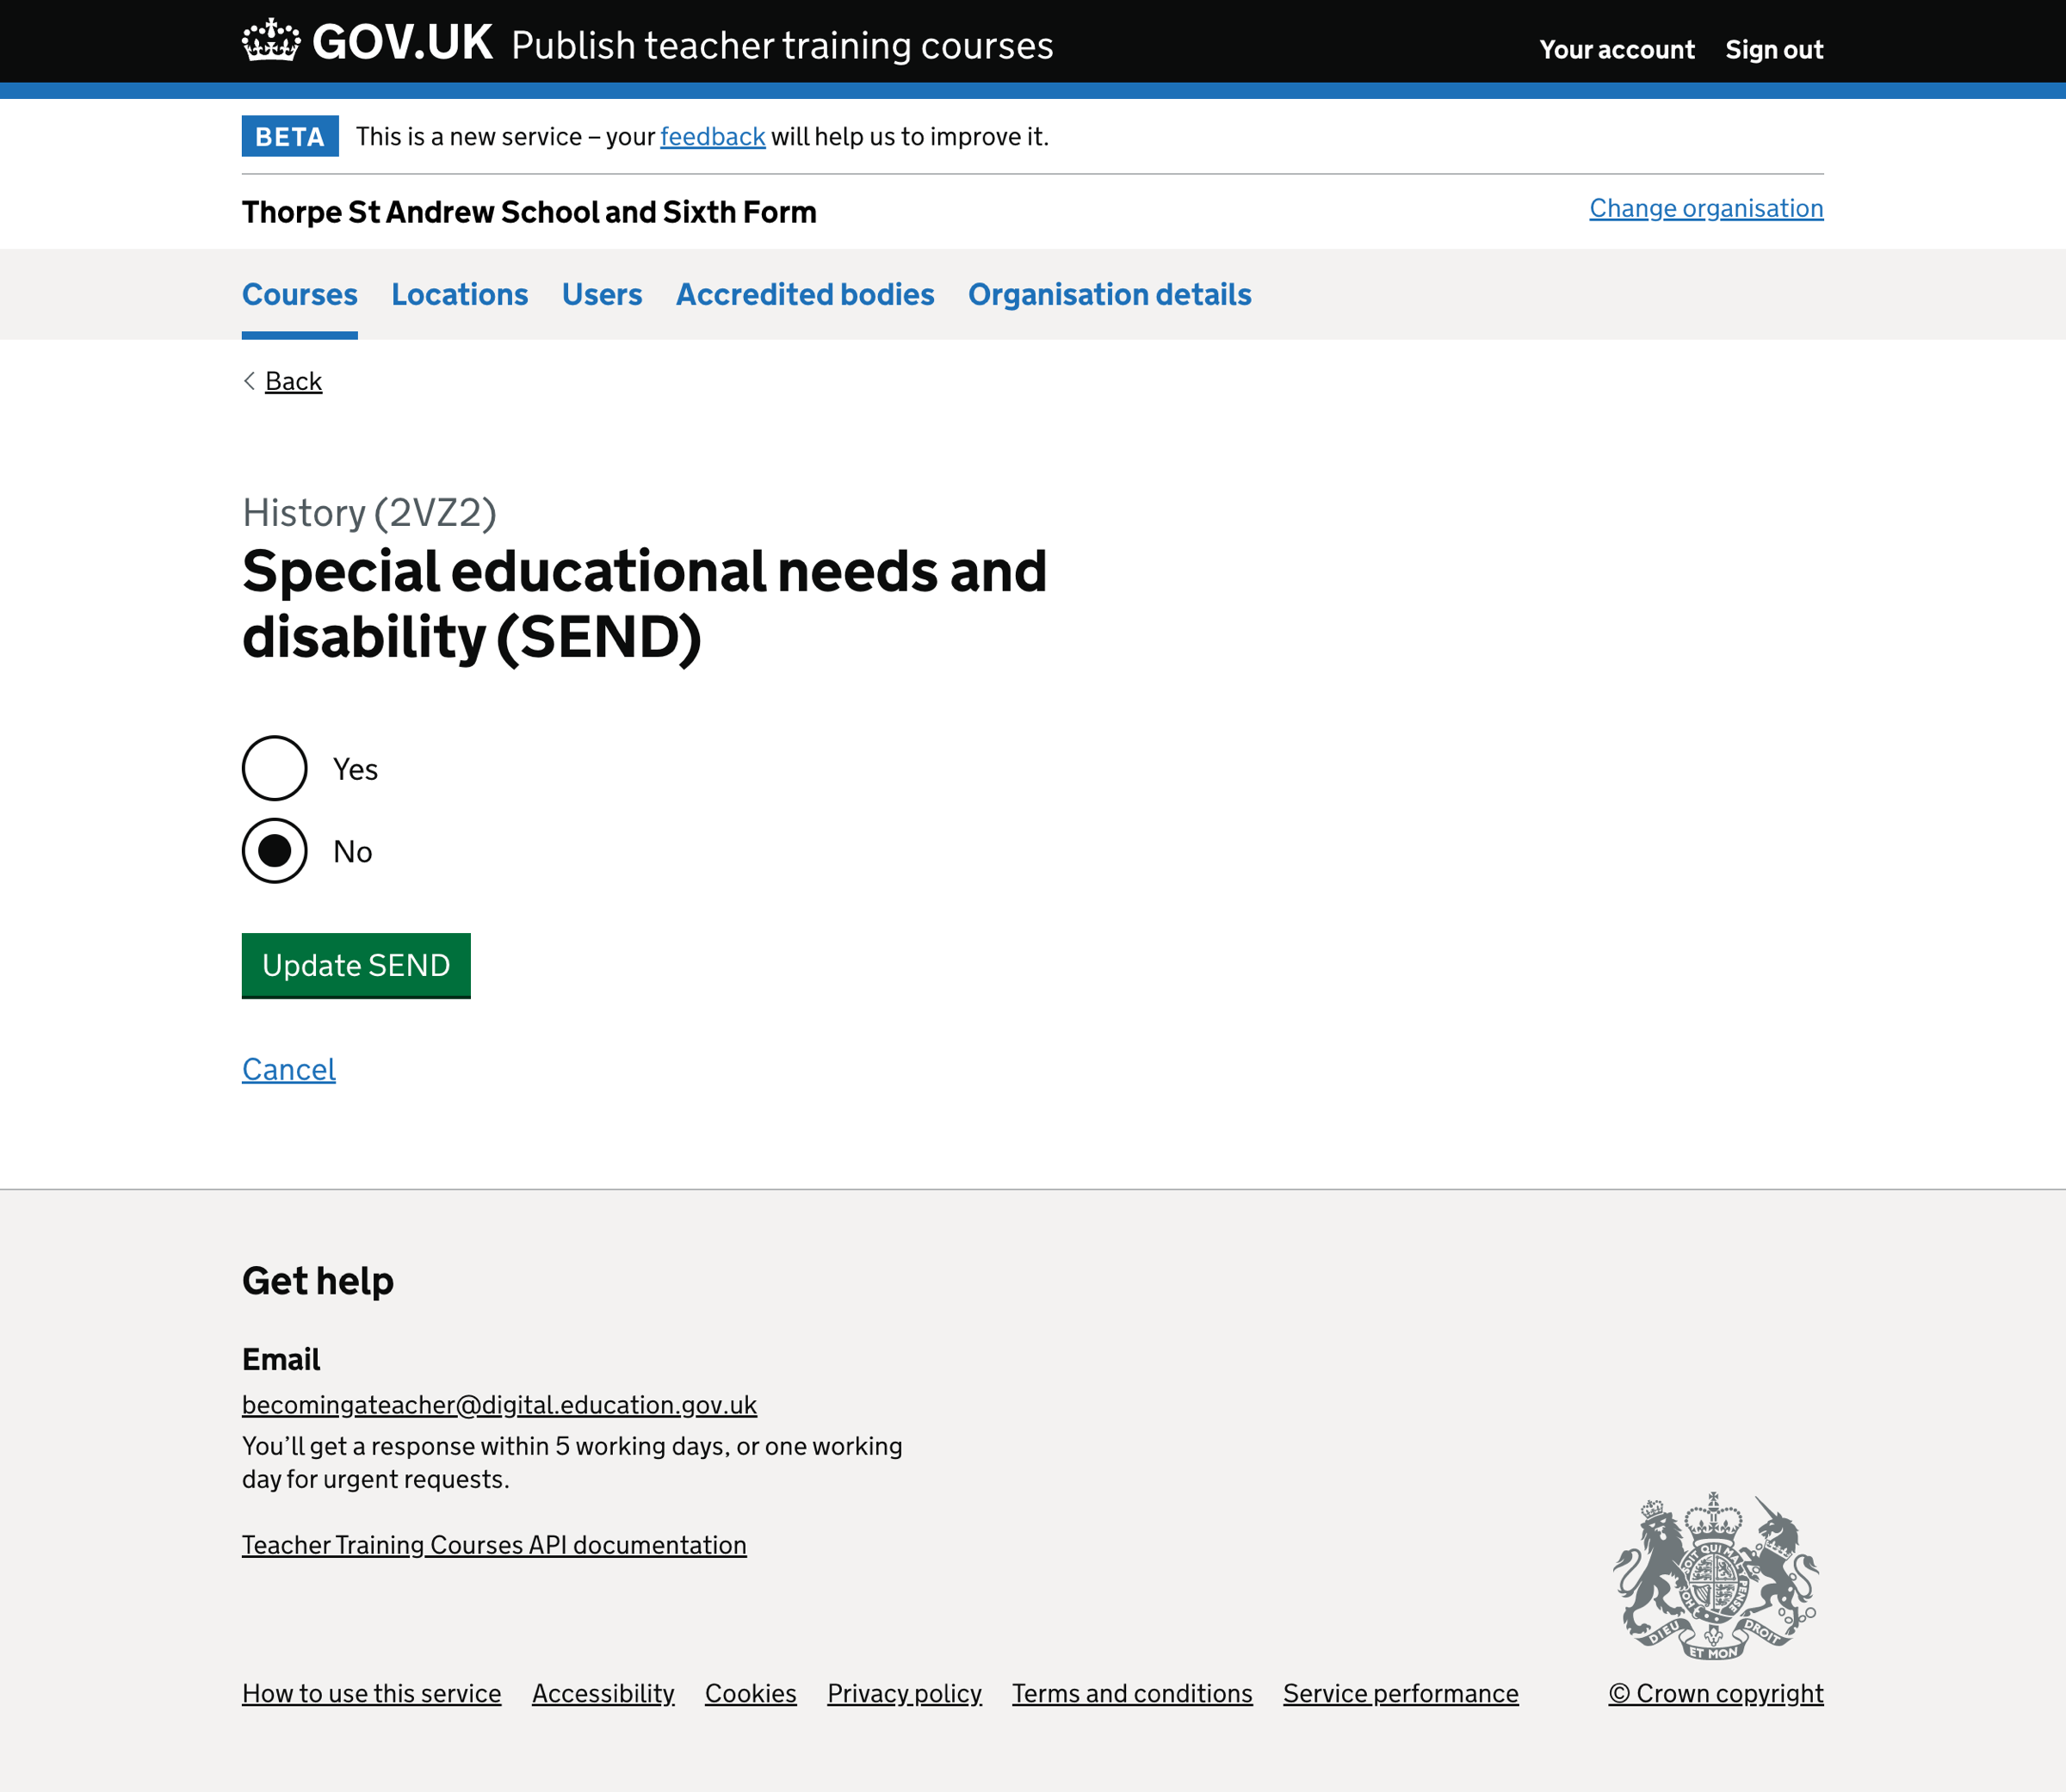 GOV.UK Publish teacher training courses
Your account Sign out
BETA This is a new service – your feedback will help us to improve it.
Thorpe St Andrew School and Sixth Form
Change organisation
Courses Locations Users Accredited bodies Organisation details
Back
History (2VZ2)
Special educational needs and
disability (SEND)
Yes
No
Update SEND
Cancel
Get help
Email
becomingateacher@digital.education.gov.uk
You’ll get a response within 5 working days, or one working
day for urgent requests.
Teacher Training Courses API documentation
HONI SOIT QUI MAL Y PENSE
DIEU ET MON DROIT
How to use this service Accessibility Cookies Privacy policy Terms and conditions Service performance
© Crown copyright